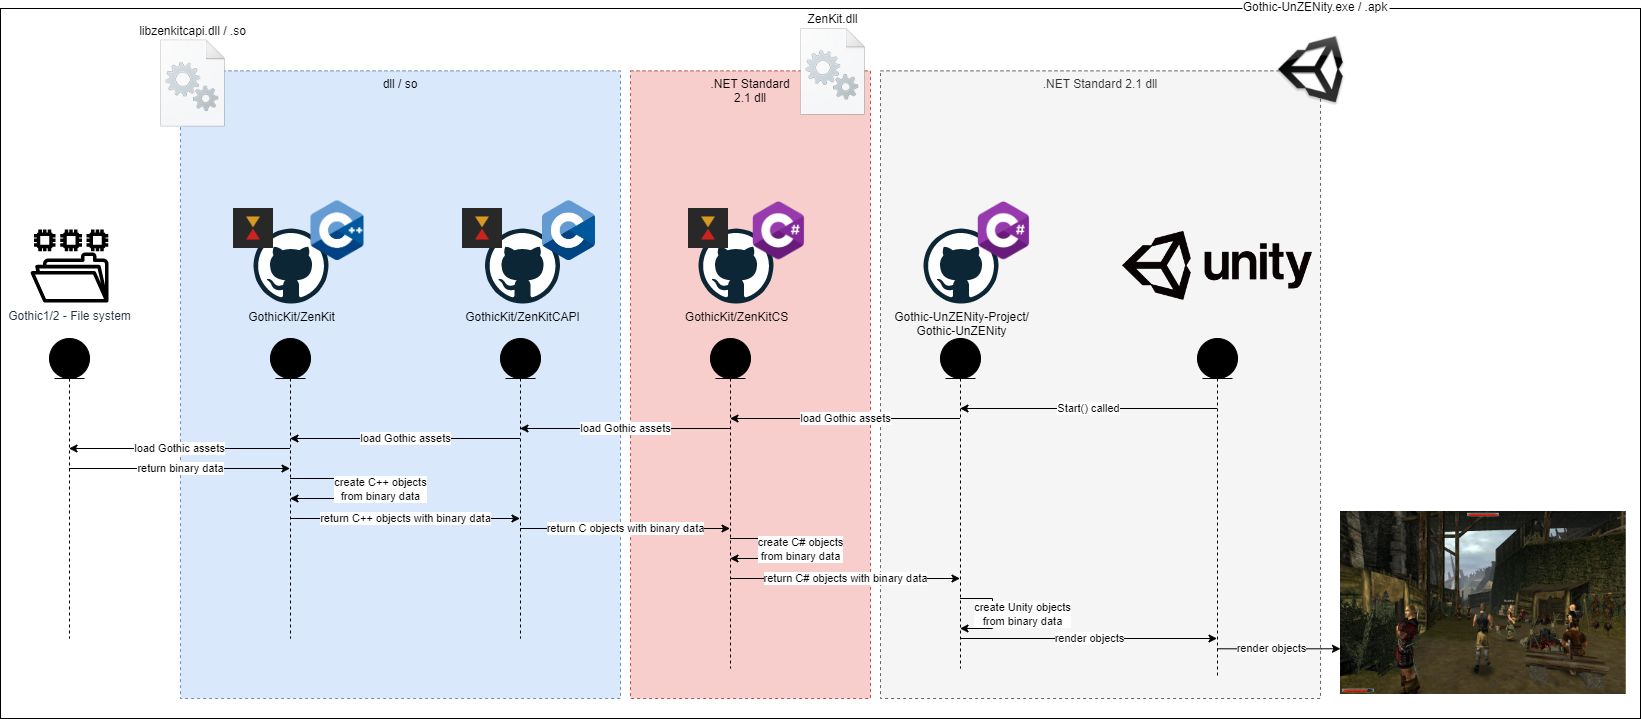 Gothic-UnZENity.exe / .apk
libzenkitcapi.dll / .so
ZenKit.dll
dll / so
.NET Standard
2.1 dll
.NET Standard 2.1 dll
C++
C
C#
C#
unity
Gothic1/2 - File system
GothicKit/ZenKit
GothicKit/ZenKitCAPI
GothicKit/ZenKitCS
Gothic-UnZENity-Project/
Gothic-UnZENity
Start() called
load Gothic assets
load Gothic assets
load Gothic assets
load Gothic assets
return binary data
create C++ objects
from binary data
return C++ objects with binary data
return C objects with binary data
create C# objects
from binary data
return C# objects with binary data
create Unity objects
from binary data
render objects
render objects